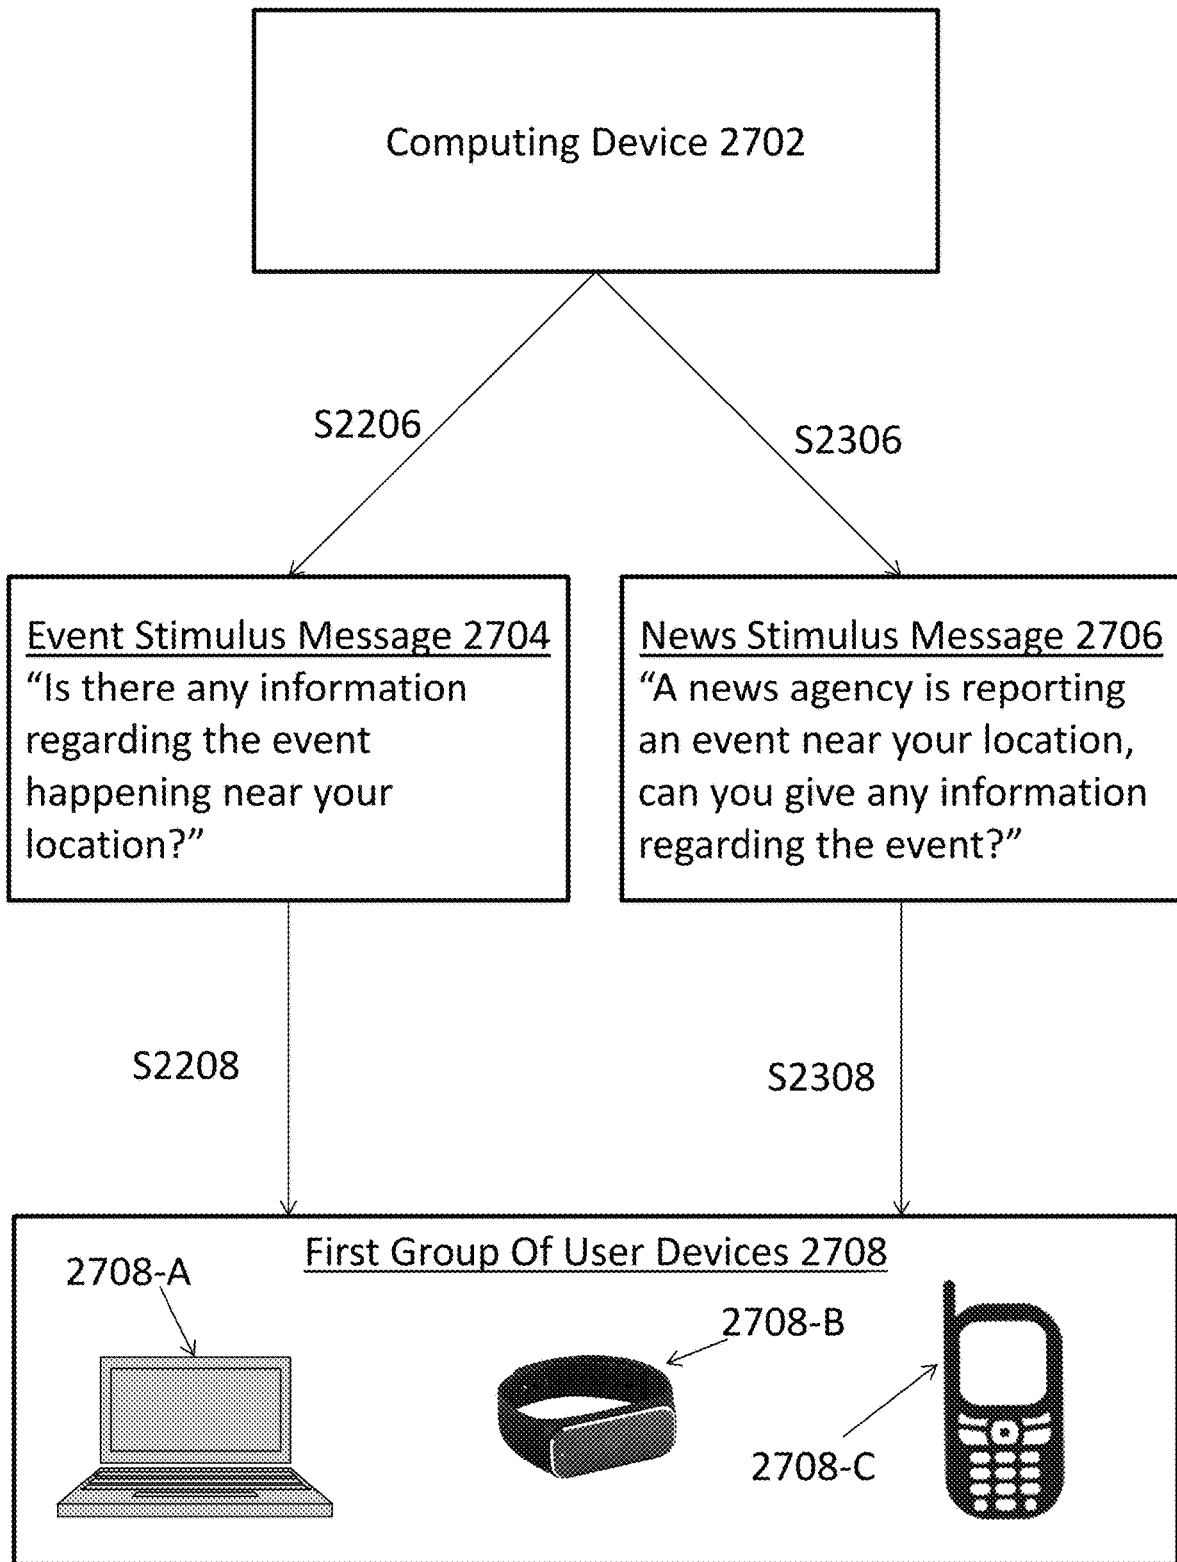 Computing Device 2702
S2206
S2306
Event Stimulus Message 2704
“Is there any information
regarding the event
happening near your
location?”
News Stimulus Message 2706
“A news agency is reporting
an event near your location,
can you give any information
regarding the event?”
S2208
S2308
First Group Of User Devices 2708
2708-A
2708-B
2708-C